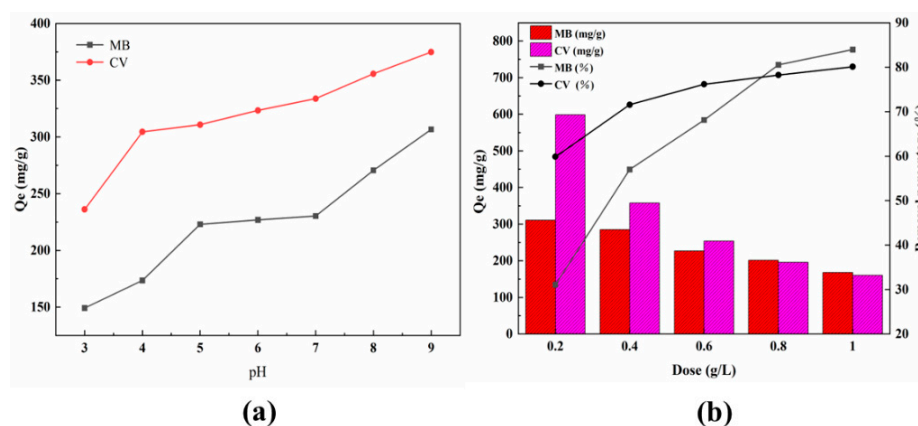 400
350
300
250
200
150
Qe (mg/g)
MB
CV
3 4 5 6 7 8 9
pH
(a)
800
700
600
500
400
300
200
100
0
Qe (mg/g)
MB (mg/g)
CV (mg/g)
MB (%)
CV (%)
90
80
70
60
50
40
30
20
(%)
0.2 0.4 0.6 0.8 1
Dose (g/L)
(b)